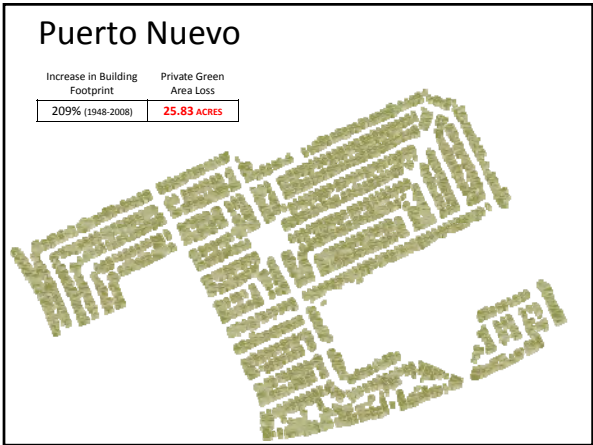 Puerto Nuevo
Increase in Building Footprint
Private Green Area Loss
209% (1948-2008)
25.83 ACRES